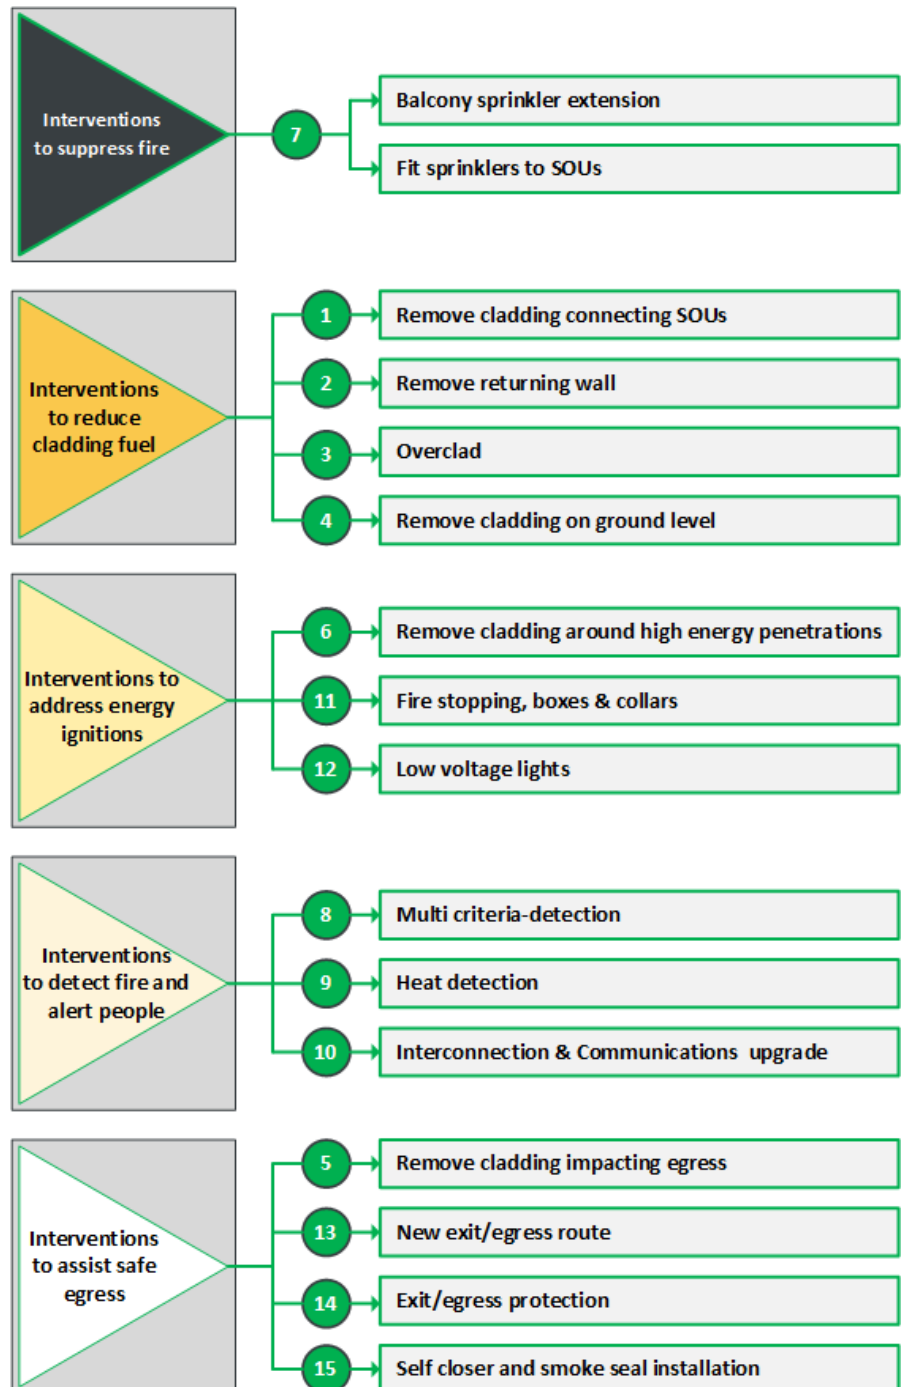 Interventions
to suppress fire
7
Balcony sprinkler extension
Fit sprinklers to SOUs
Interventions
to reduce
cladding fuel
1
Remove cladding connecting SOUs
2
Remove returning wall
3
Overclad
4
Remove cladding on ground level
Interventions to
address energy
ignitions
6
Remove cladding around high energy penetrations
11
Fire stopping, boxes & collars
12
Low voltage lights
Interventions
to detect fire and
alert people
8
Multi criteria-detection
9
Heat detection
10
Interconnection & Communications upgrade
Interventions
to assist safe
egress
5
Remove cladding impacting egress
13
New exit/egress route
14
Exit/egress protection
15
Self closer and smoke seal installation